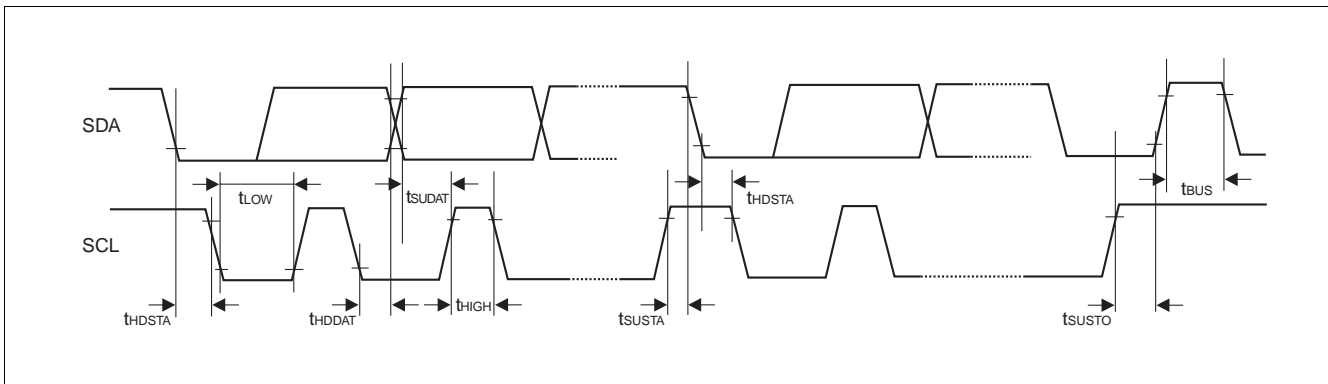 SDA
tLOW
tSUDAT
tHDSTA
tBUS
SCL
tHDSTA
tHDDAT
tHIGH
tSUSTA
tSUSTO